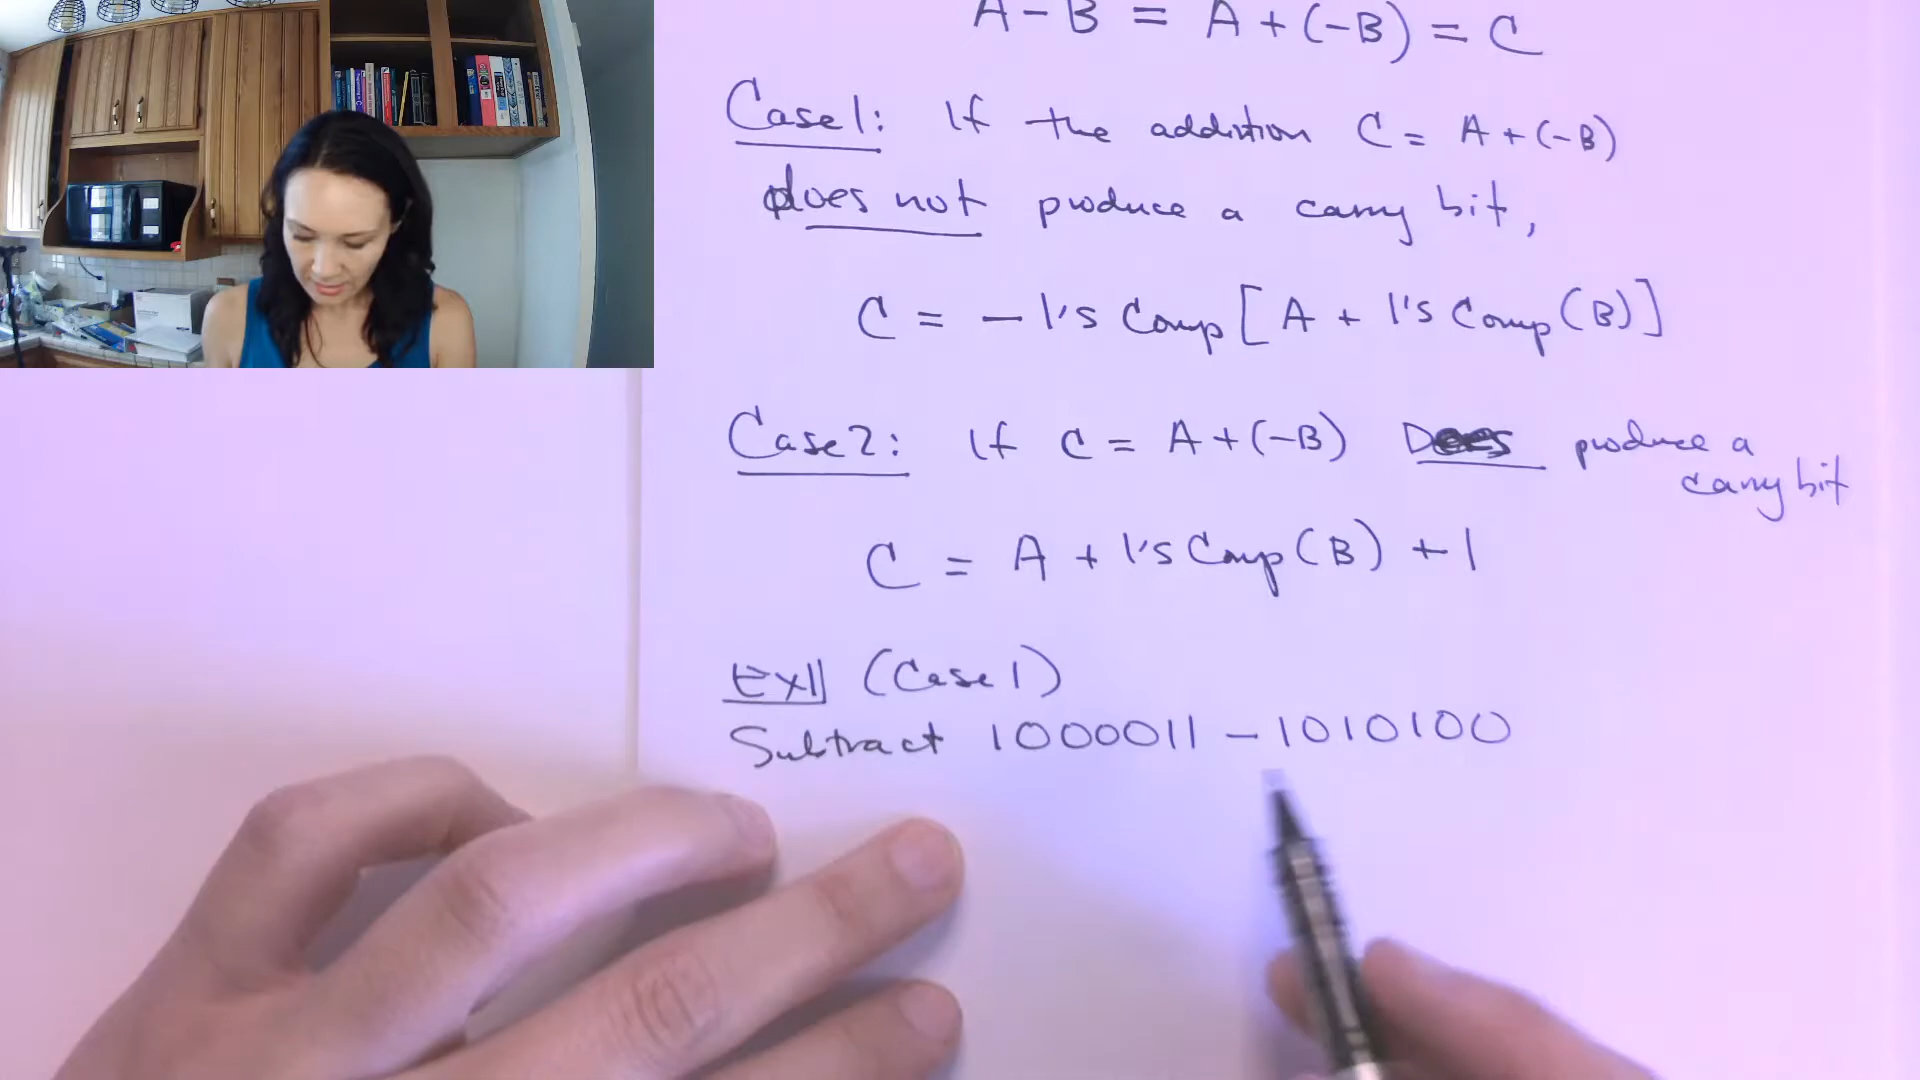 A - B = A + (-B) = C
Case 1: If the addition C = A + (-B)
does not produce a carry bit,
C = - 1's Comp [A + 1's Comp (B)]
Case 2: If C = A + (-B) Does produce a
carry bit
C = A + 1's Comp (B) + 1
Ex 1 (Case 1)
Subtract 1000011 - 1010100